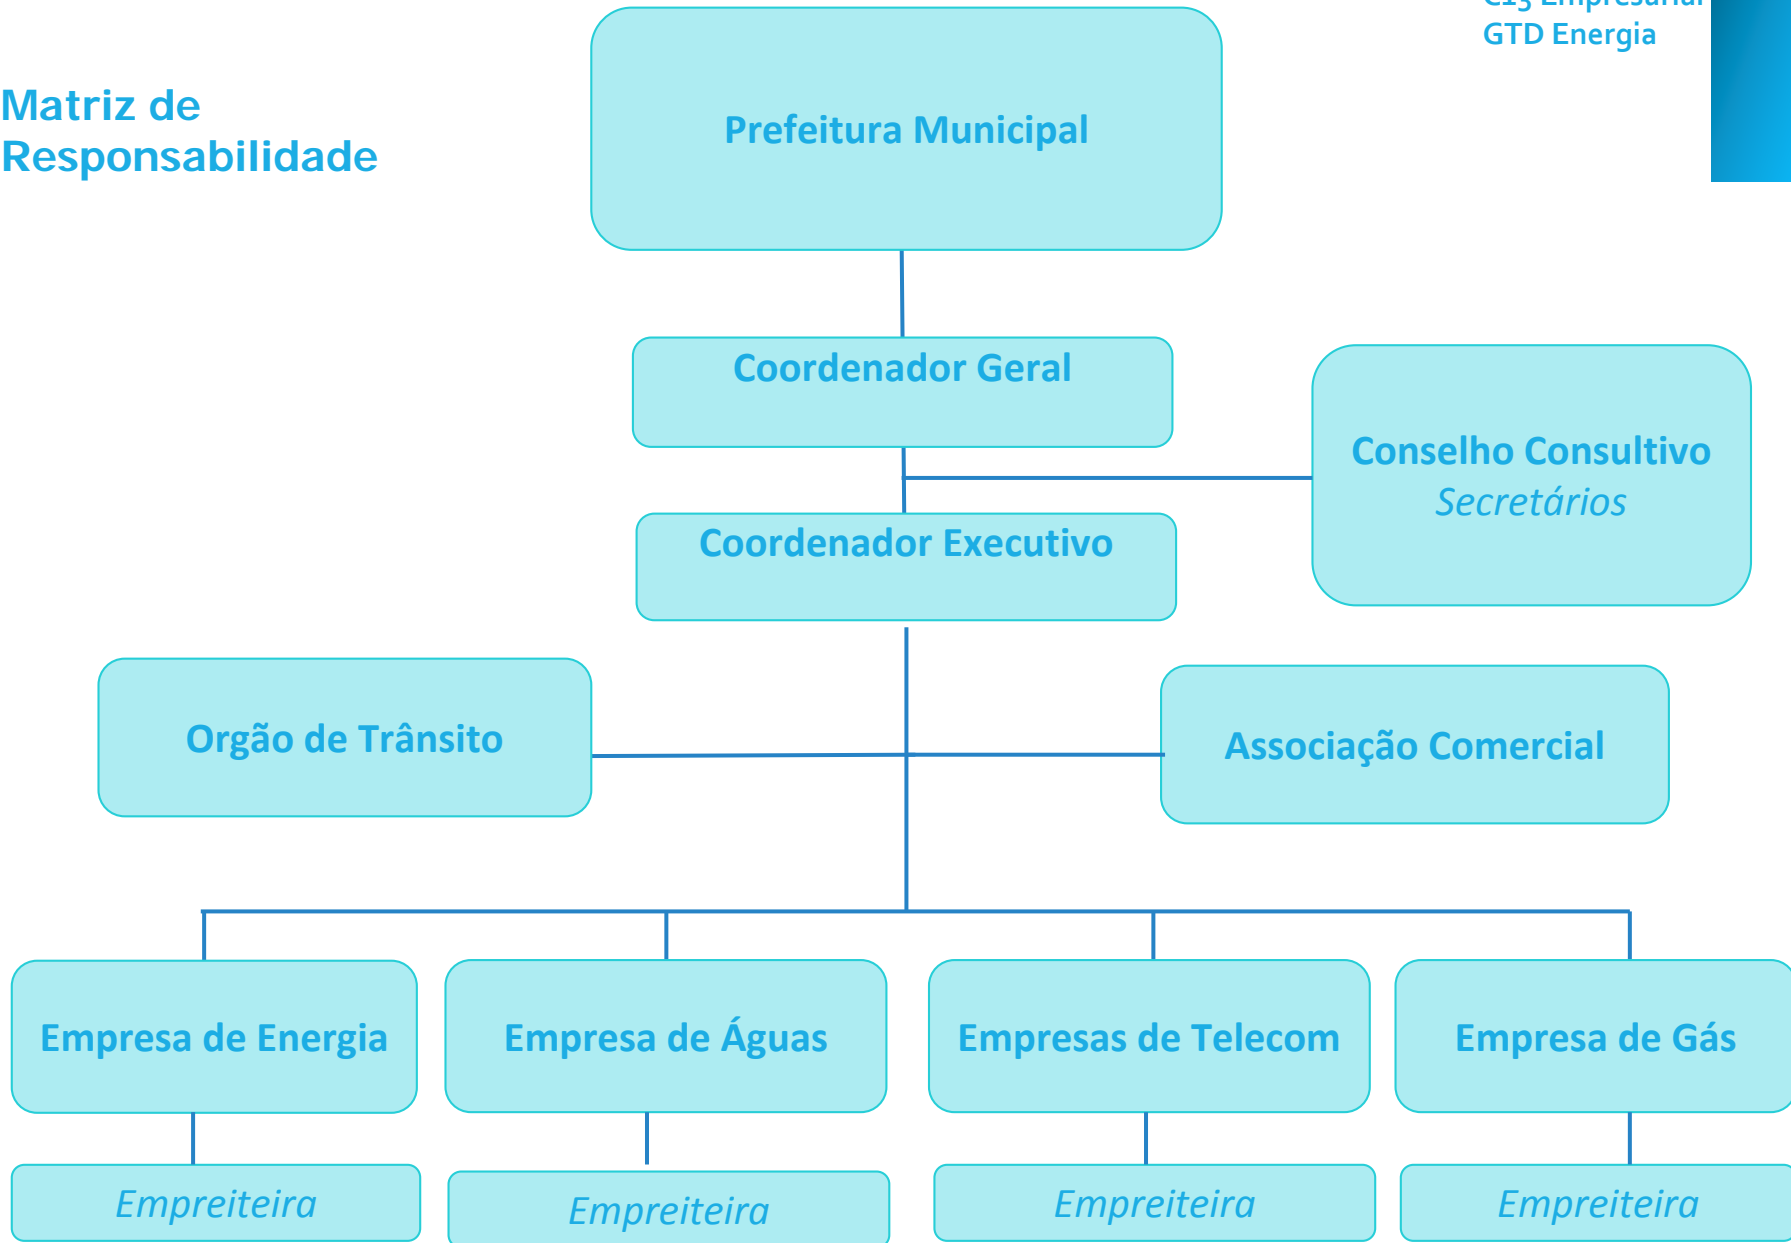 Empresarial
GTD Energia
Matriz de
Responsabilidade
Prefeitura Municipal
Coordenador Geral
Conselho Consultivo
Secretários
Coordenador Executivo
Orgão de Trânsito
Associação Comercial
Empresa de Energia
Empresa de Águas
Empresas de Telecom
Empresa de Gás
Empreiteira
Empreiteira
Empreiteira
Empreiteira